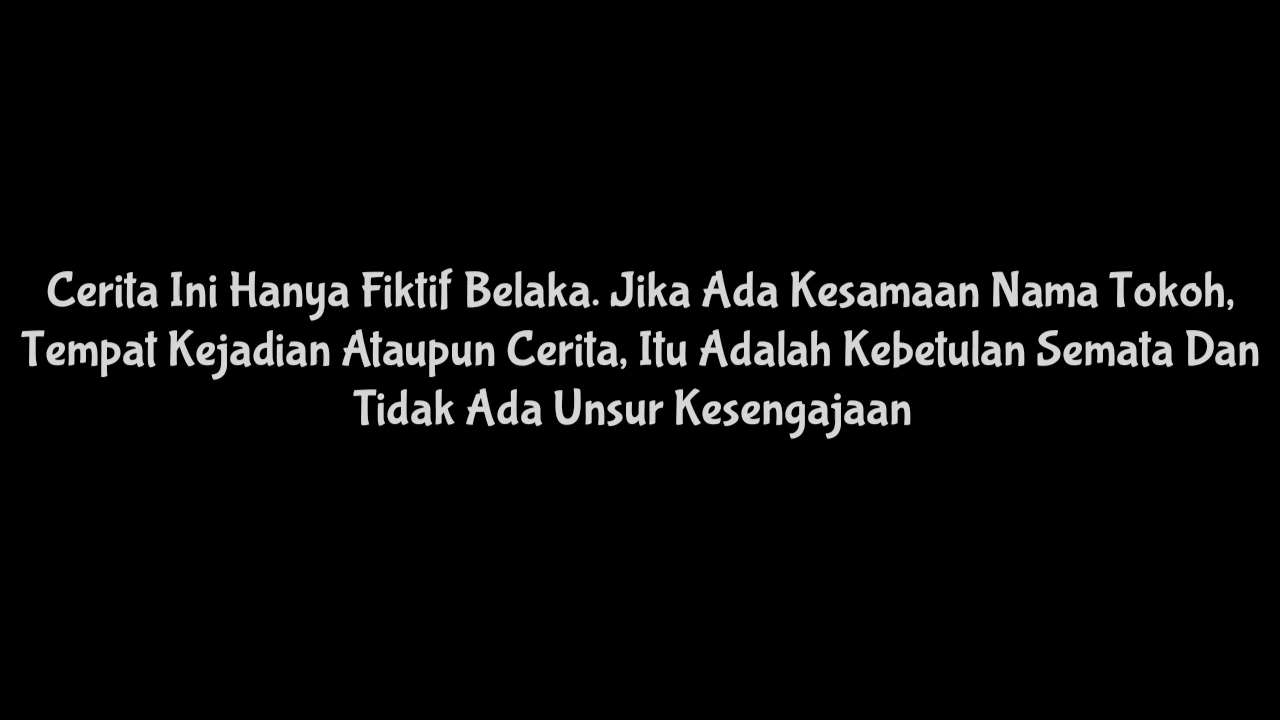 Cerita Ini Hanya Fiktif Belaka. Jika Ada Kesamaan Nama Tokoh,
Tempat Kejadian Ataupun Cerita, Itu Adalah Kebetulan Semata Dan
Tidak Ada Unsur Kesengajaan